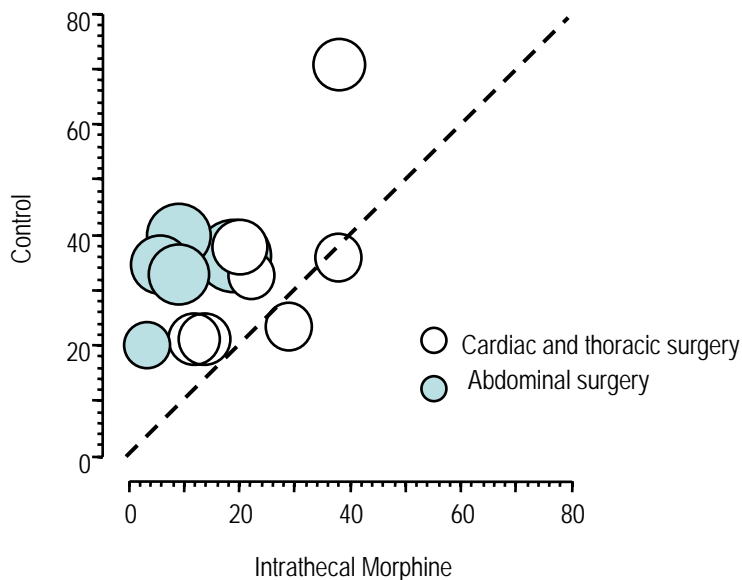 80
60
40
20
0
Control
Cardiac and thoracic surgery
Abdominal surgery
0 20 40 60 80
Intrathecal Morphine